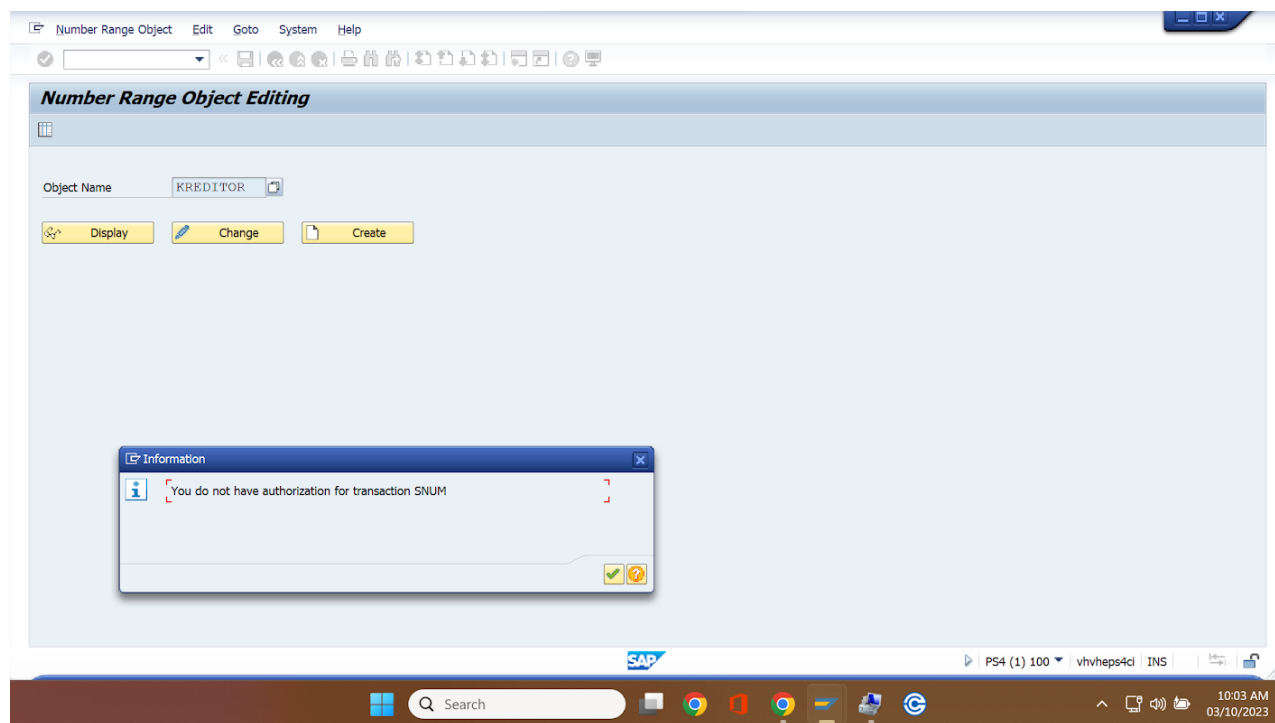 Number Range Object Edit Goto System Help
Number Range Object Editing
Object Name KREDITOR
Display Change Create
Information
You do not have authorization for transaction SNUM
SAP PS4 (1) 100 vhvheps4ci INS
Search
10:03 AM
03/10/2023